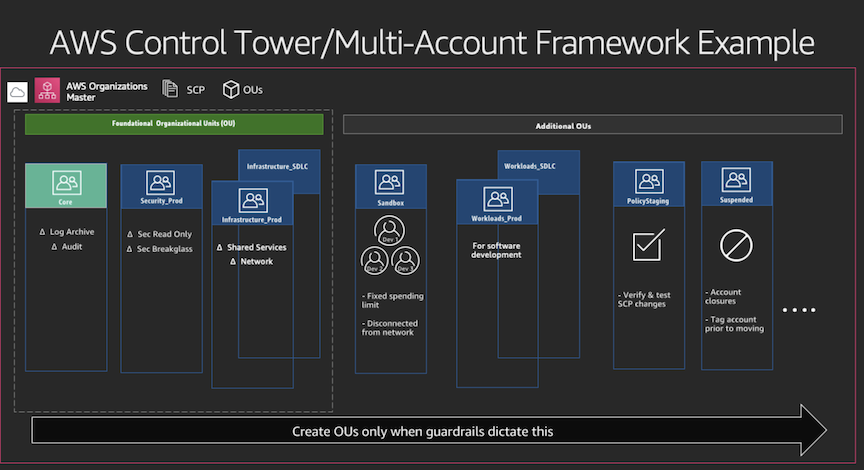 AWS Control Tower/Multi-Account Framework Example
AWS Organizations
Master
SCP
OUs
Foundational Organizational Units (OU)
Additional OUs
Core
Δ Log Archive
Δ Audit
Security_Prod
Δ Sec Read Only
Δ Sec Breakglass
Infrastructure_SDLC
Infrastructure_Prod
Δ Shared Services
Δ Network
Sandbox
Dev 1
Dev 2
Dev 3
- Fixed spending
limit
- Disconnected
from network
Workloads_SDLC
Workloads_Prod
For software
development
PolicyStaging
- Verify & test
SCP changes
Suspended
- Account
closures
- Tag account
prior to moving
....
Create OUs only when guardrails dictate this